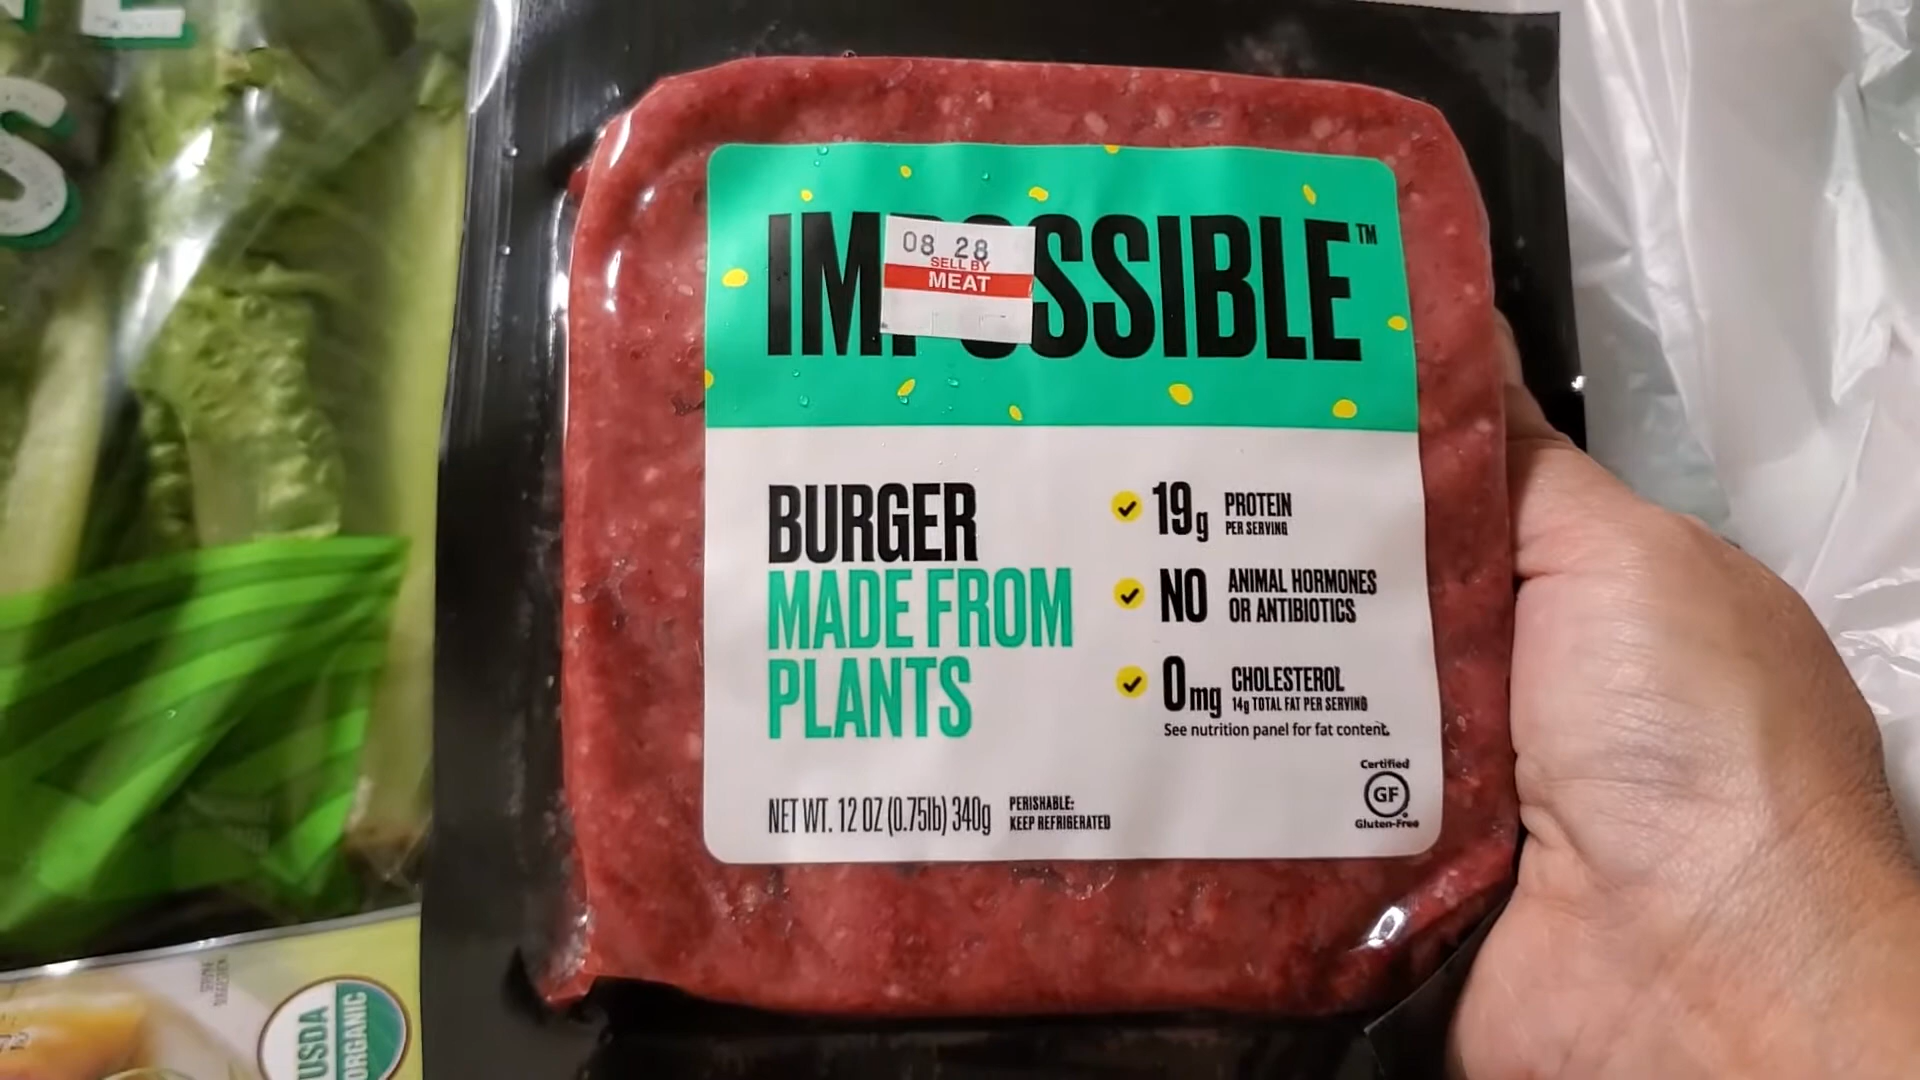 IMPOSSIBLE™
08 28
SELL BY
MEAT
BURGER
MADE FROM
PLANTS
19g PROTEIN
PER SERVING
NO ANIMAL HORMONES
OR ANTIBIOTICS
0mg CHOLESTEROL
14g TOTAL FAT PER SERVING
See nutrition panel for fat content.
NET WT. 12 OZ (0.75lb) 340g
PERISHABLE:
KEEP REFRIGERATED
Certified
GF
Gluten-Free
USDA
ORGANIC